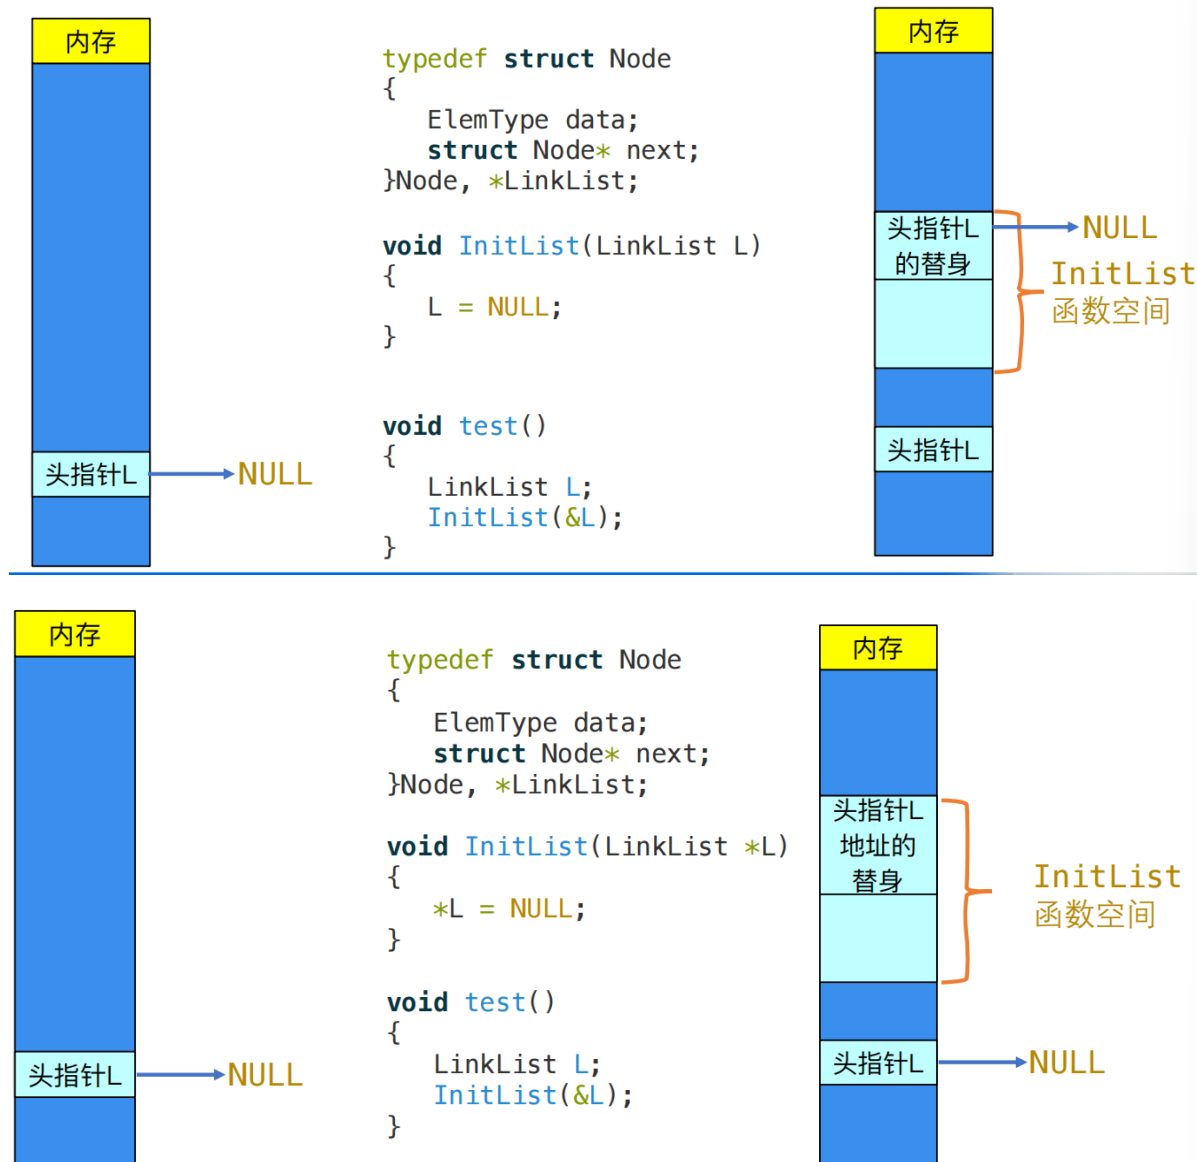 内存
头指针L
NULL
typedef struct Node
{
ElemType data;
struct Node* next;
}Node, *LinkList;
void InitList(LinkList L)
{
L = NULL;
}
void test()
{
LinkList L;
InitList(&L);
}
内存
头指针L
的替身
NULL
InitList
函数空间
头指针L
内存
头指针L
NULL
typedef struct Node
{
ElemType data;
struct Node* next;
}Node, *LinkList;
void InitList(LinkList *L)
{
*L = NULL;
}
void test()
{
LinkList L;
InitList(&L);
}
内存
头指针L
地址的
替身
InitList
函数空间
头指针L
NULL